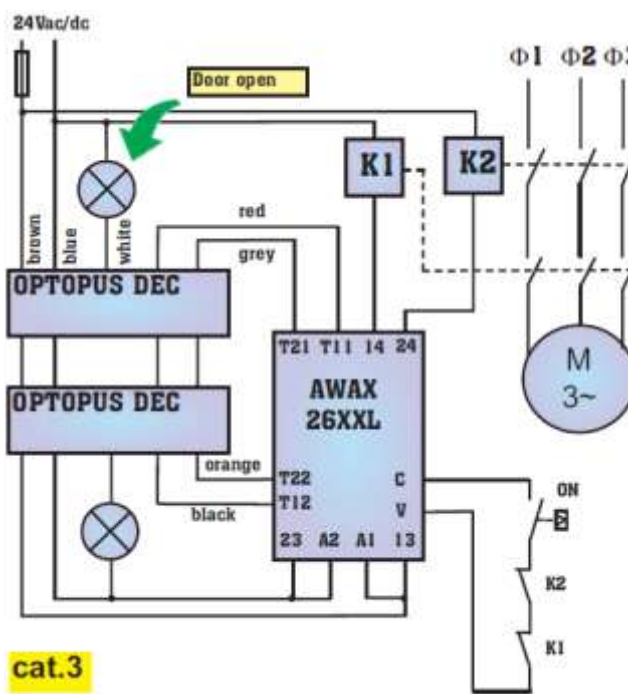 24Vac/dc
Door open
Φ1 Φ2 Φ3
K1 K2
brown
blue
white
red
grey
OPTOPUS DEC
T21 T11 14 24
AWAX
26XXL
M
3~
OPTOPUS DEC
orange
T22 C
black
T12 V
23 A2 A1 13
ON
K2
K1
cat.3